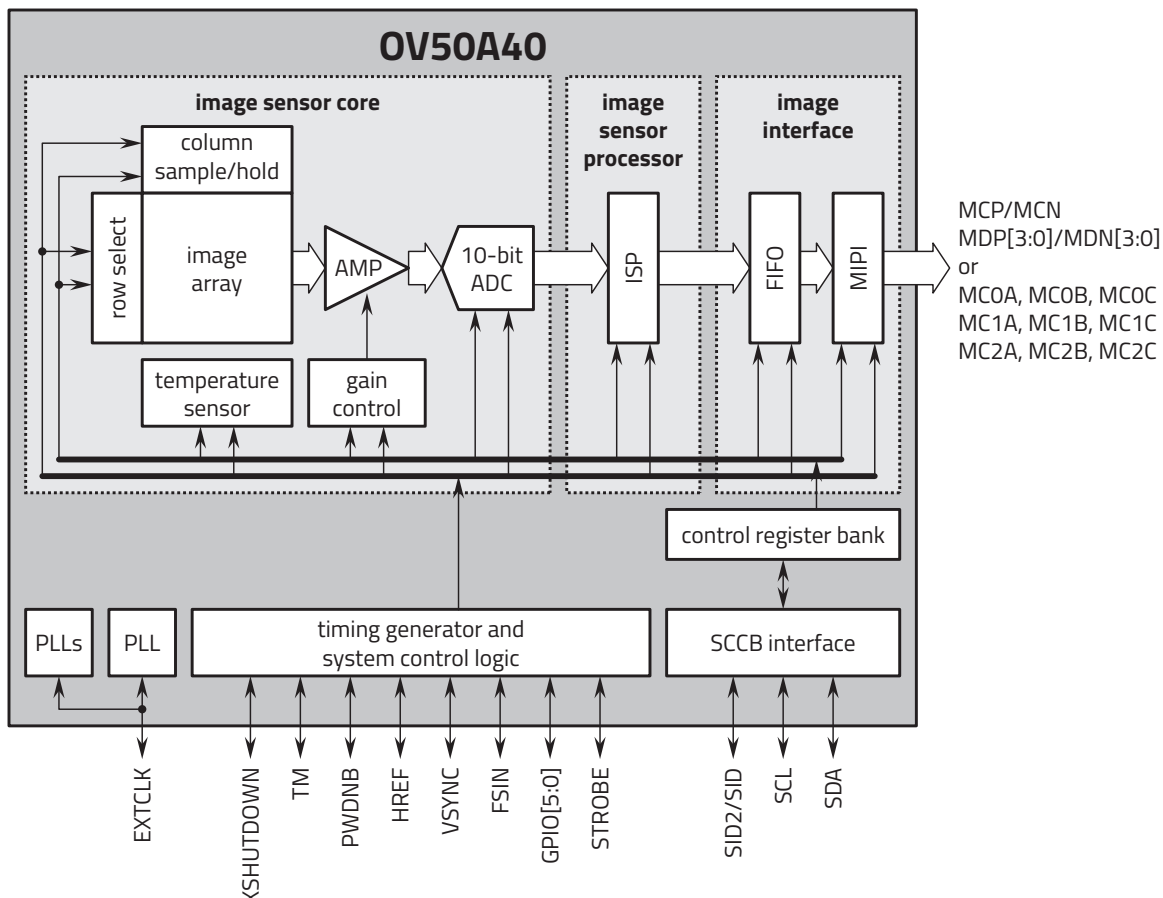 OV50A40
image sensor core
image
sensor
processor
image
interface
column
sample/hold
row select
image
array
AMP
10-bit
ADC
ISP
FIFO
MIPI
MCP/MCN
MDP[3:0]/MDN[3:0]
or
MC0A, MC0B, MC0C
MC1A, MC1B, MC1C
MC2A, MC2B, MC2C
temperature
sensor
gain
control
control register bank
PLLs
PLL
timing generator and
system control logic
SCCB interface
EXTCLK
XSHUTDOWN
TM
PWDNB
HREF
VSYNC
FSIN
GPIO[5:0]
STROBE
SID2/SID
SCL
SDA